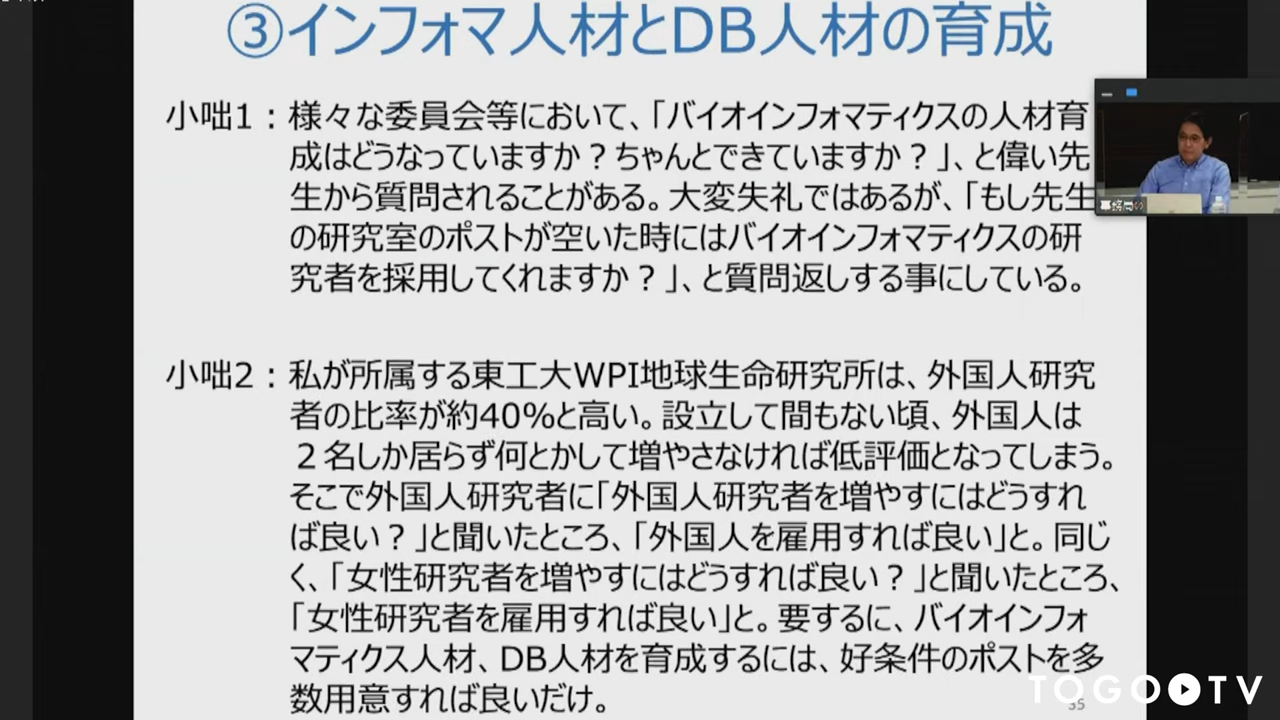 ③インフォマ人材とDB人材の育成
小咄1：様々な委員会等において、「バイオインフォマティクスの人材育
成はどうなっていますか？ちゃんとできていますか？」、と偉い先
生から質問されることがある。大変失礼ではあるが、「もし先生
の研究室のポストが空いた時にはバイオインフォマティクスの研
究者を採用してくれますか？」、と質問返しする事にしている。
小咄2：私が所属する東工大WPI地球生命研究所は、外国人研究
者の比率が約40%と高い。設立して間もない頃、外国人は
２名しか居らず何とかして増やさなければ低評価となってしまう。
そこで外国人研究者に「外国人研究者を増やすにはどうすれ
ば良い？」と聞いたところ、「外国人を雇用すれば良い」と。同じ
く、「女性研究者を増やすにはどうすれば良い？」と聞いたところ、
「女性研究者を雇用すれば良い」と。要するに、バイオインフォ
マティクス人材、DB人材を育成するには、好条件のポストを多
数用意すれば良いだけ。
35
TOGOTV